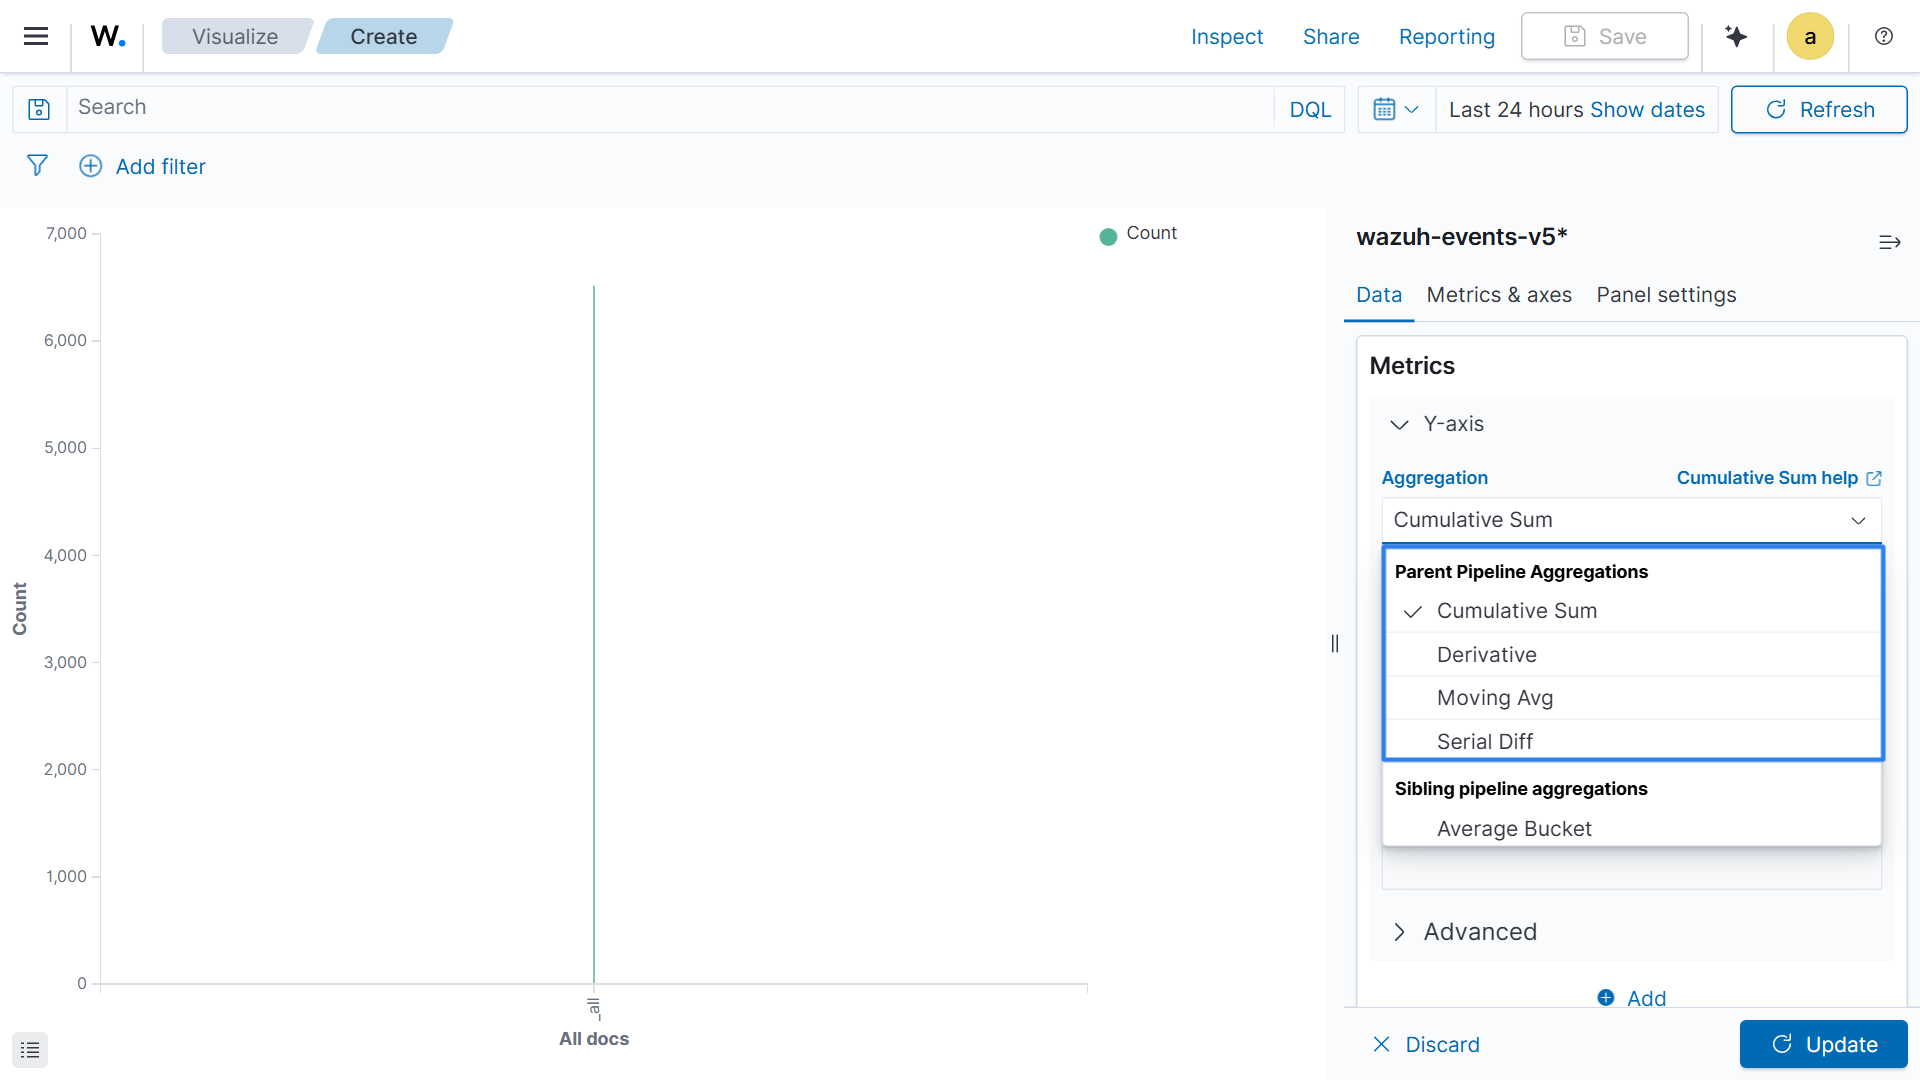 W.
Visualize
Create
Inspect
Share
Reporting
Save
a
Search
DQL
Last 24 hours Show dates
Refresh
Add filter
7,000
6,000
5,000
4,000
3,000
2,000
1,000
0
Count
_all
All docs
Count
wazuh-events-v5*
Data
Metrics & axes
Panel settings
Metrics
Y-axis
Aggregation
Cumulative Sum help
Cumulative Sum
Parent Pipeline Aggregations
Cumulative Sum
Derivative
Moving Avg
Serial Diff
Sibling pipeline aggregations
Average Bucket
Advanced
Add
Discard
Update